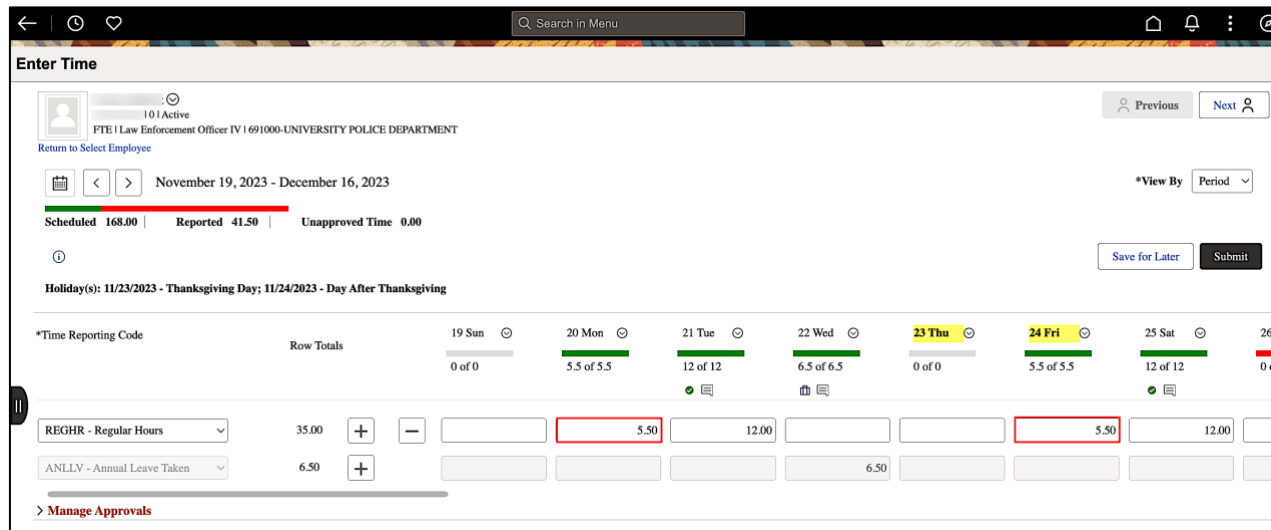 Search in Menu
Enter Time
0 | Active
FTE | Law Enforcement Officer IV | 691000-UNIVERSITY POLICE DEPARTMENT
Return to Select Employee
Previous
Next
November 19, 2023 - December 16, 2023
*View By Period
Scheduled 168.00 | Reported 41.50 | Unapproved Time 0.00
Save for Later
Submit
Holiday(s): 11/23/2023 - Thanksgiving Day; 11/24/2023 - Day After Thanksgiving
*Time Reporting Code Row Totals 19 Sun 20 Mon 21 Tue 22 Wed 23 Thu 24 Fri 25 Sat 26
0 of 0 5.5 of 5.5 12 of 12 6.5 of 6.5 0 of 0 5.5 of 5.5 12 of 12 0
REGHR - Regular Hours 35.00 5.50 12.00 5.50 12.00
ANLLV - Annual Leave Taken 6.50 6.50
Manage Approvals